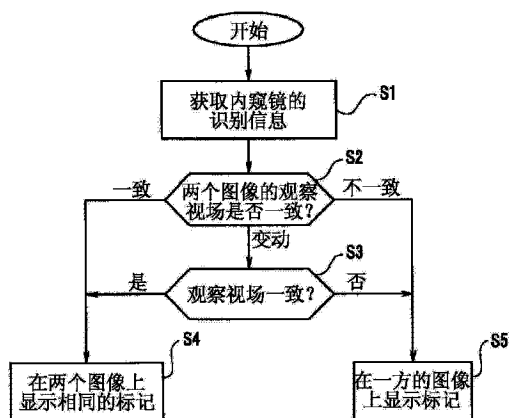 开始
获取内窥镜的
识别信息
S1
S2
一致
两个图像的观察
视场是否一致？
不一致
变动
S3
是
观察视场一致？
否
S4
在两个图像上
显示相同的标记
S5
在一方的图像
上显示标记